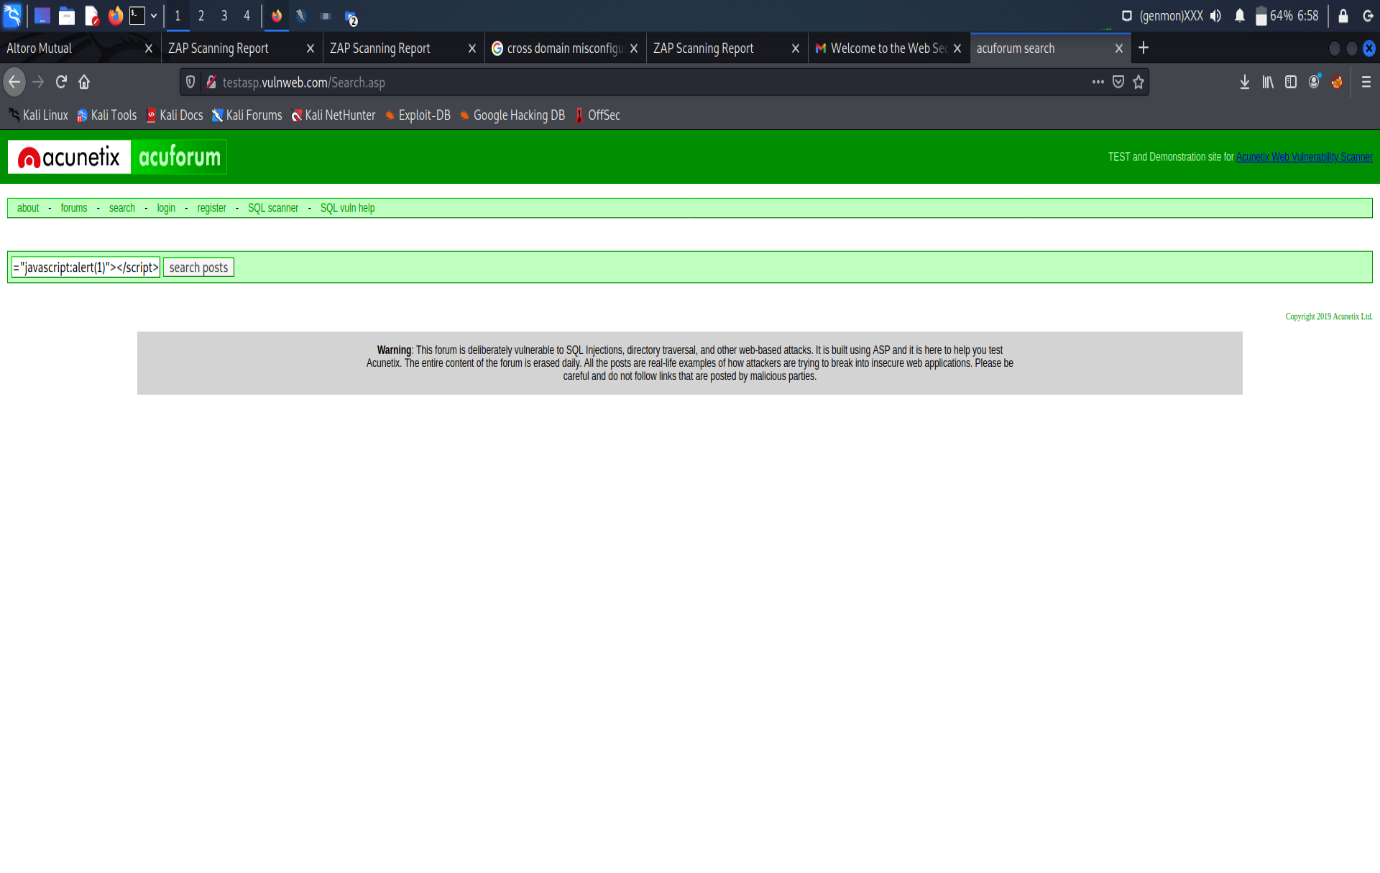 1 2 3 4 2 (genmon)XXX 64% 6:58
Altoro Mutual ZAP Scanning Report ZAP Scanning Report cross domain misconfigu ZAP Scanning Report Welcome to the Web Sec acuforum search
testasp.vulnweb.com/Search.asp
Kali Linux Kali Tools Kali Docs Kali Forums Kali NetHunter Exploit-DB Google Hacking DB OffSec
acunetix acuforum TEST and Demonstration site for Acunetix Web Vulnerability Scanner
about - forums - search - login - register - SQL scanner - SQL vuln help
="javascript:alert(1)"></script> search posts
Copyright 2019 Acunetix Ltd.
Warning: This forum is deliberately vulnerable to SQL Injections, directory traversal, and other web-based attacks. It is built using ASP and it is here to help you test
Acunetix. The entire content of the forum is erased daily. All the posts are real-life examples of how attackers are trying to break into insecure web applications. Please be
careful and do not follow links that are posted by malicious parties.